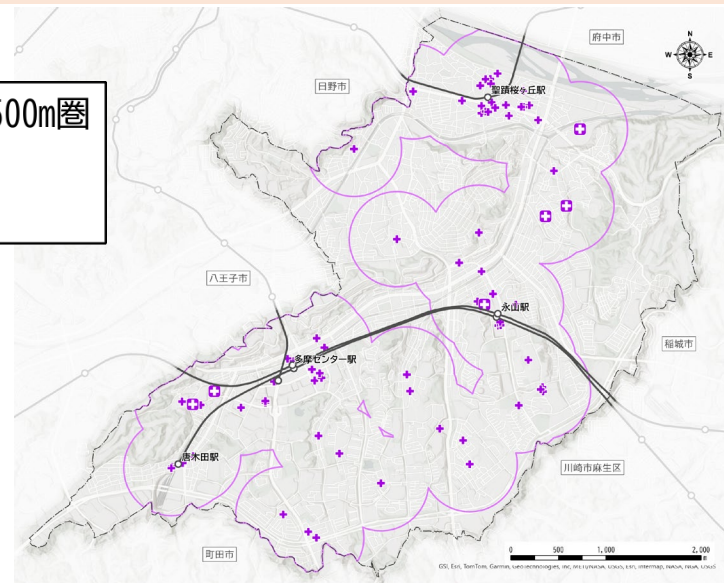 500m圏
府中市
N
W E
S
日野市
聖蹟桜ヶ丘駅
八王子市
永山駅
稲城市
多摩センター駅
唐木田駅
川崎市麻生区
町田市
0 500 1,000 2,000
m
GSI, Esri, TomTom, Garmin, GeoTechnologies, Inc, METI/NASA, USGS, Esri, Intermap, NASA, NGA, USGS